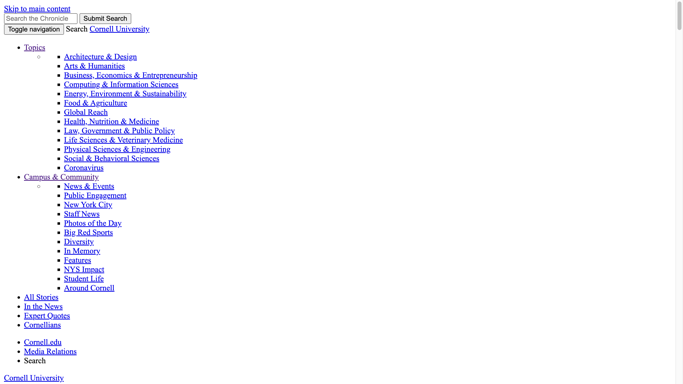 Skip to main content
Search the Chronicle Submit Search
Toggle navigation Search Cornell University
Topics
Architecture & Design
Arts & Humanities
Business, Economics & Entrepreneurship
Computing & Information Sciences
Energy, Environment & Sustainability
Food & Agriculture
Global Reach
Health, Nutrition & Medicine
Law, Government & Public Policy
Life Sciences & Veterinary Medicine
Physical Sciences & Engineering
Social & Behavioral Sciences
Coronavirus
Campus & Community
News & Events
Public Engagement
New York City
Staff News
Photos of the Day
Big Red Sports
Diversity
In Memory
Features
NYS Impact
Student Life
Around Cornell
All Stories
In the News
Expert Quotes
Cornellians
Cornell.edu
Media Relations
Search
Cornell University